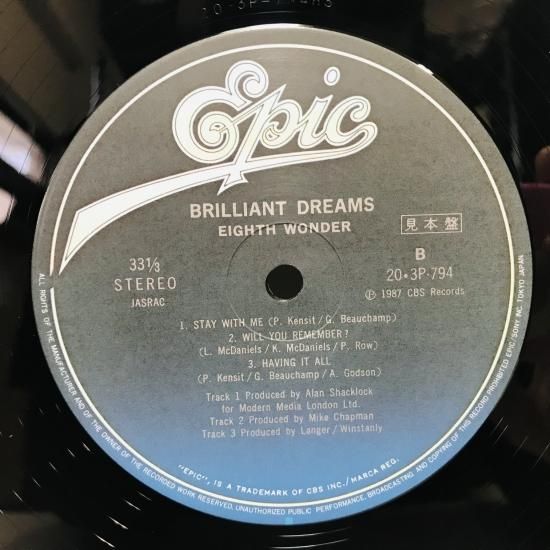 Epic
BRILLIANT DREAMS
EIGHTH WONDER
見本盤
33⅓
STEREO
JASRAC
B
20・3P-794
Ⓟ 1987 CBS Records
1. STAY WITH ME (P. Kensit/G. Beauchamp)
2. WILL YOU REMEMBER?
(L. McDaniels/K. McDaniels/P. Row)
3. HAVING IT ALL
(P. Kensit/G. Beauchamp/A. Godson)
Track 1 Produced by Alan Shacklock
for Modern Media London Ltd.
Track 2 Produced by Mike Chapman
Track 3 Produced by Langer/Winstanly
"EPIC", IS A TRADEMARK OF CBS INC./MARCA REG.
ALL RIGHTS OF THE MANUFACTURER AND OF THE OWNER OF THE RECORDED WORK RESERVED. UNAUTHORIZED PUBLIC PERFORMANCE, BROADCASTING, AND COPYING OF THIS RECORD PROHIBITED EPIC/SONY INC. TOKYO JAPAN